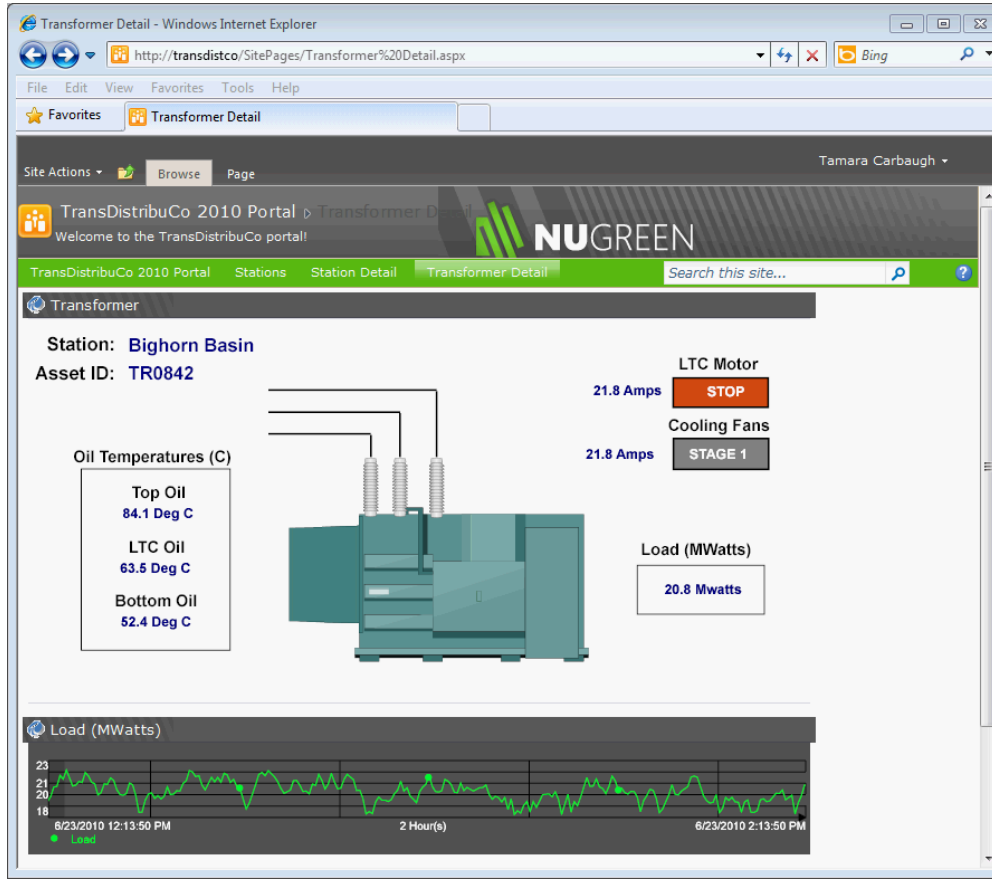 Transformer Detail - Windows Internet Explorer
http://transdistco/SitePages/Transformer%20Detail.aspx
Bing
File Edit View Favorites Tools Help
Favorites
Transformer Detail
Tamara Carbaugh
Site Actions
Browse
Page
TransDistribuCo 2010 Portal Transformer Detail
Welcome to the TransDistribuCo portal!
NUGREEN
TransDistribuCo 2010 Portal Stations Station Detail Transformer Detail Search this site...
Transformer
Station: Bighorn Basin
Asset ID: TR0842
LTC Motor
21.8 Amps STOP
Cooling Fans
21.8 Amps STAGE 1
Oil Temperatures (C)
Top Oil
84.1 Deg C
LTC Oil
63.5 Deg C
Bottom Oil
52.4 Deg C
Load (MWatts)
20.8 Mwatts
Load (MWatts)
23
21
20
18
6/23/2010 12:13:50 PM 2 Hour(s) 6/23/2010 2:13:50 PM
Load